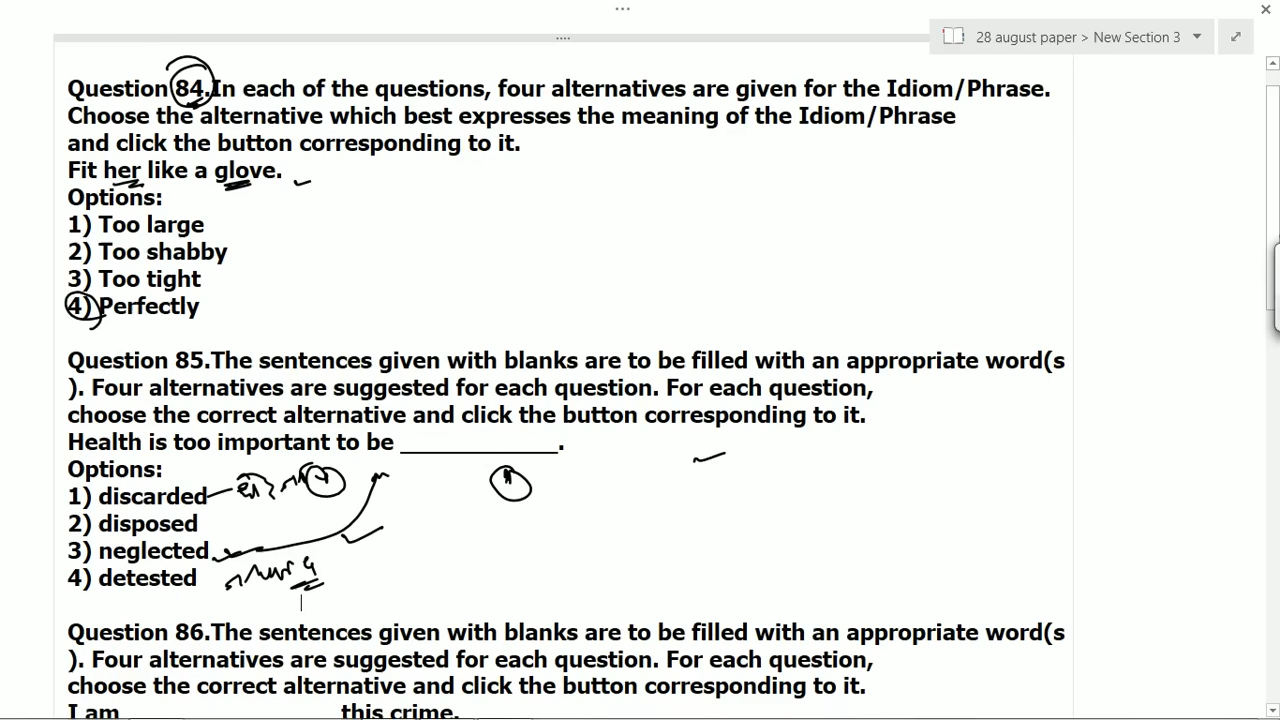 28 august paper > New Section 3
Question 84.In each of the questions, four alternatives are given for the Idiom/Phrase.
Choose the alternative which best expresses the meaning of the Idiom/Phrase
and click the button corresponding to it.
Fit her like a glove.
Options:
1) Too large
2) Too shabby
3) Too tight
4) Perfectly
Question 85.The sentences given with blanks are to be filled with an appropriate word(s
). Four alternatives are suggested for each question. For each question,
choose the correct alternative and click the button corresponding to it.
Health is too important to be ____________.
Options:
1) discarded
2) disposed
3) neglected
4) detested
Question 86.The sentences given with blanks are to be filled with an appropriate word(s
). Four alternatives are suggested for each question. For each question,
choose the correct alternative and click the button corresponding to it.
I am ________________ this crime.